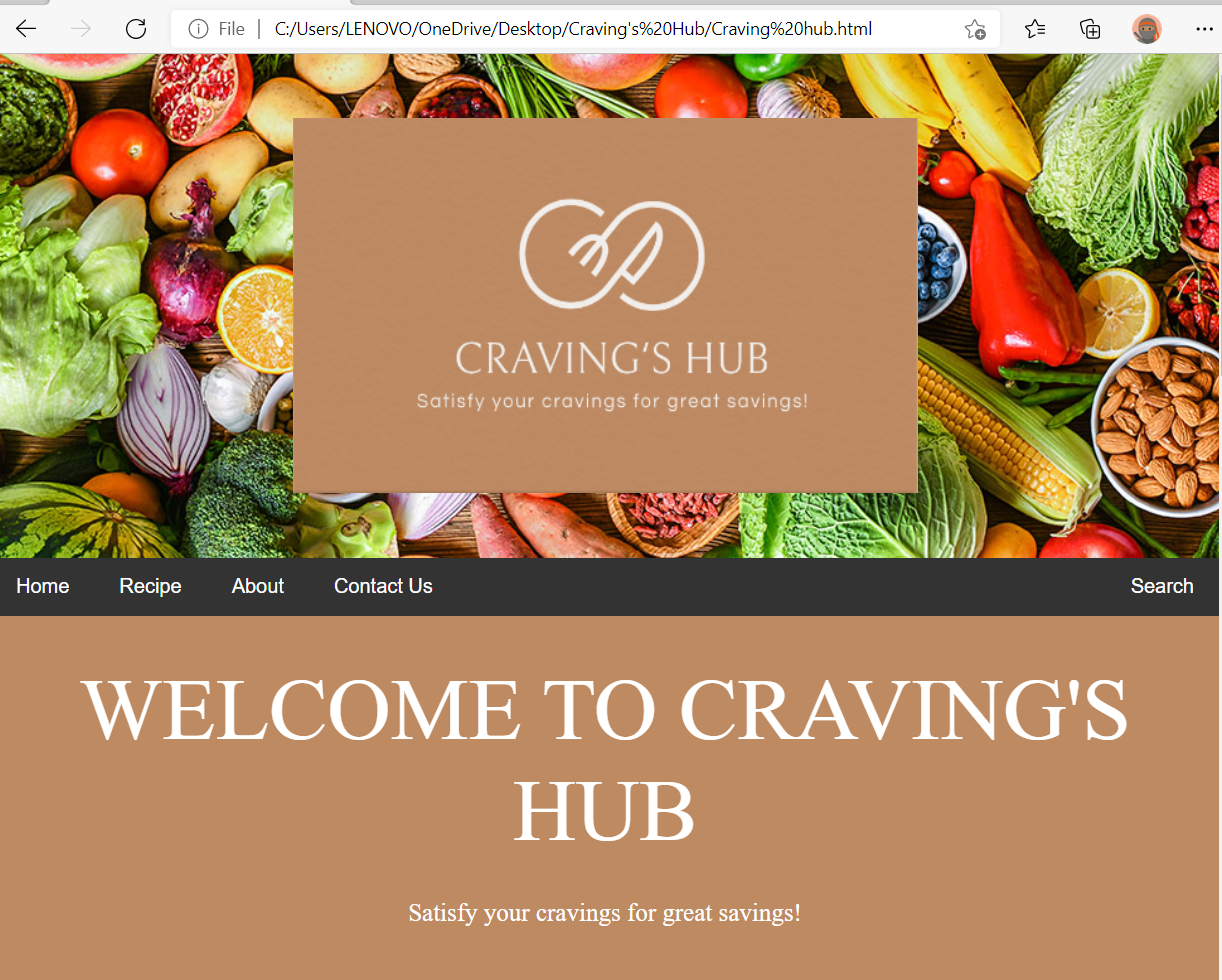 File | C:/Users/LENOVO/OneDrive/Desktop/Craving's%20Hub/Craving%20hub.html
CRAVING'S HUB
Satisfy your cravings for great savings!
Home Recipe About Contact Us Search
WELCOME TO CRAVING'S
HUB
Satisfy your cravings for great savings!